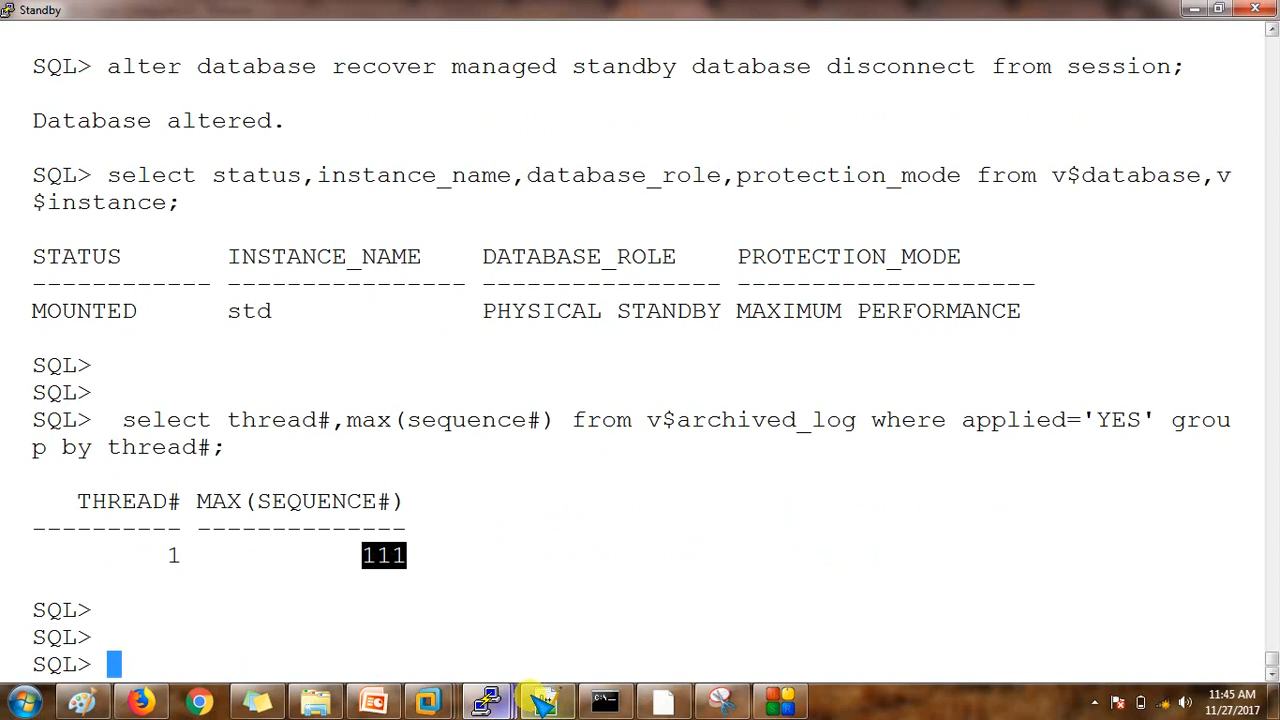 Standby
SQL> alter database recover managed standby database disconnect from session;
Database altered.
SQL> select status,instance_name,database_role,protection_mode from v$database,v
$instance;
STATUS       INSTANCE_NAME    DATABASE_ROLE    PROTECTION_MODE
------------ ---------------- ---------------- --------------------
MOUNTED      std              PHYSICAL STANDBY MAXIMUM PERFORMANCE
SQL>
SQL>
SQL>  select thread#,max(sequence#) from v$archived_log where applied='YES' grou
p by thread#;
   THREAD# MAX(SEQUENCE#)
---------- --------------
         1            111
SQL>
SQL>
SQL>
C:\
11:45 AM
11/27/2017